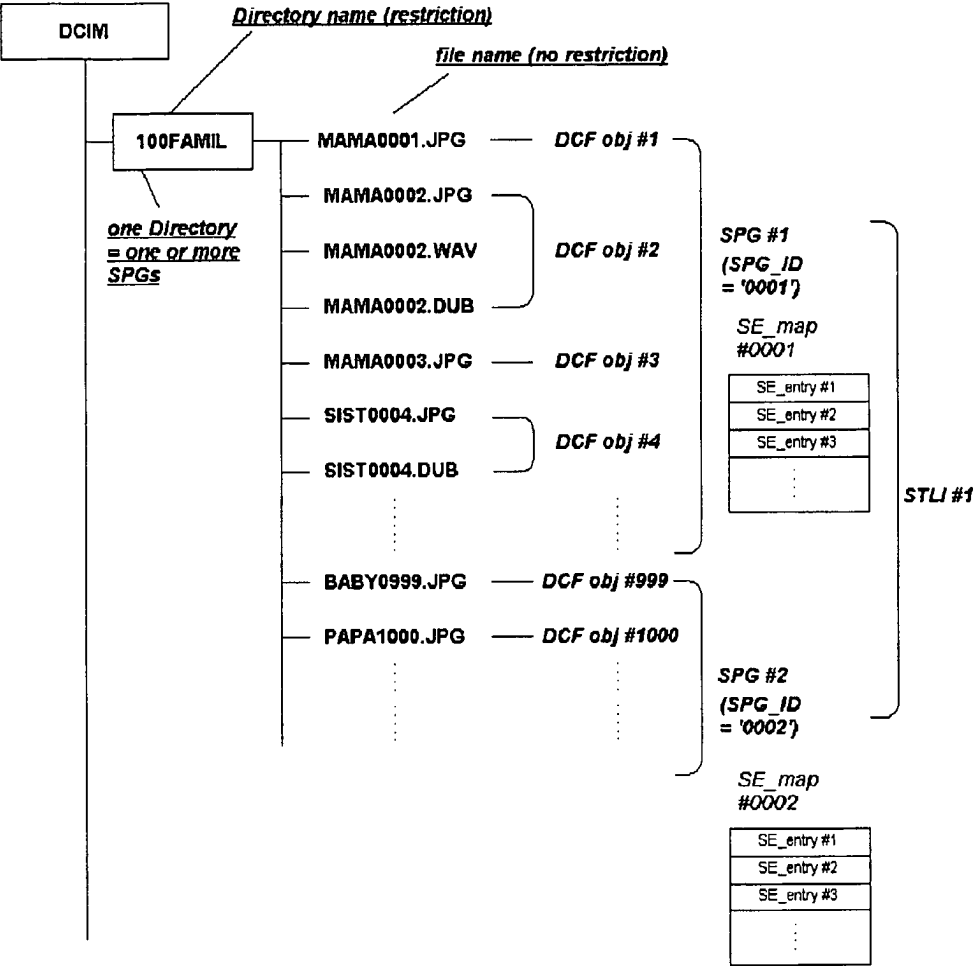 Directory name (restriction)
DCIM
file name (no restriction)
100FAMIL
MAMA0001.JPG
DCF obj #1
MAMA0002.JPG
one Directory
= one or more
SPGs
MAMA0002.WAV
DCF obj #2
MAMA0002.DUB
SPG #1
(SPG_ID
= '0001')
SE_map
#0001
MAMA0003.JPG
DCF obj #3
SE_entry #1
SE_entry #2
SE_entry #3
SIST0004.JPG
DCF obj #4
SIST0004.DUB
STLI #1
BABY0999.JPG
DCF obj #999
PAPA1000.JPG
DCF obj #1000
SPG #2
(SPG_ID
= '0002')
SE_map
#0002
SE_entry #1
SE_entry #2
SE_entry #3